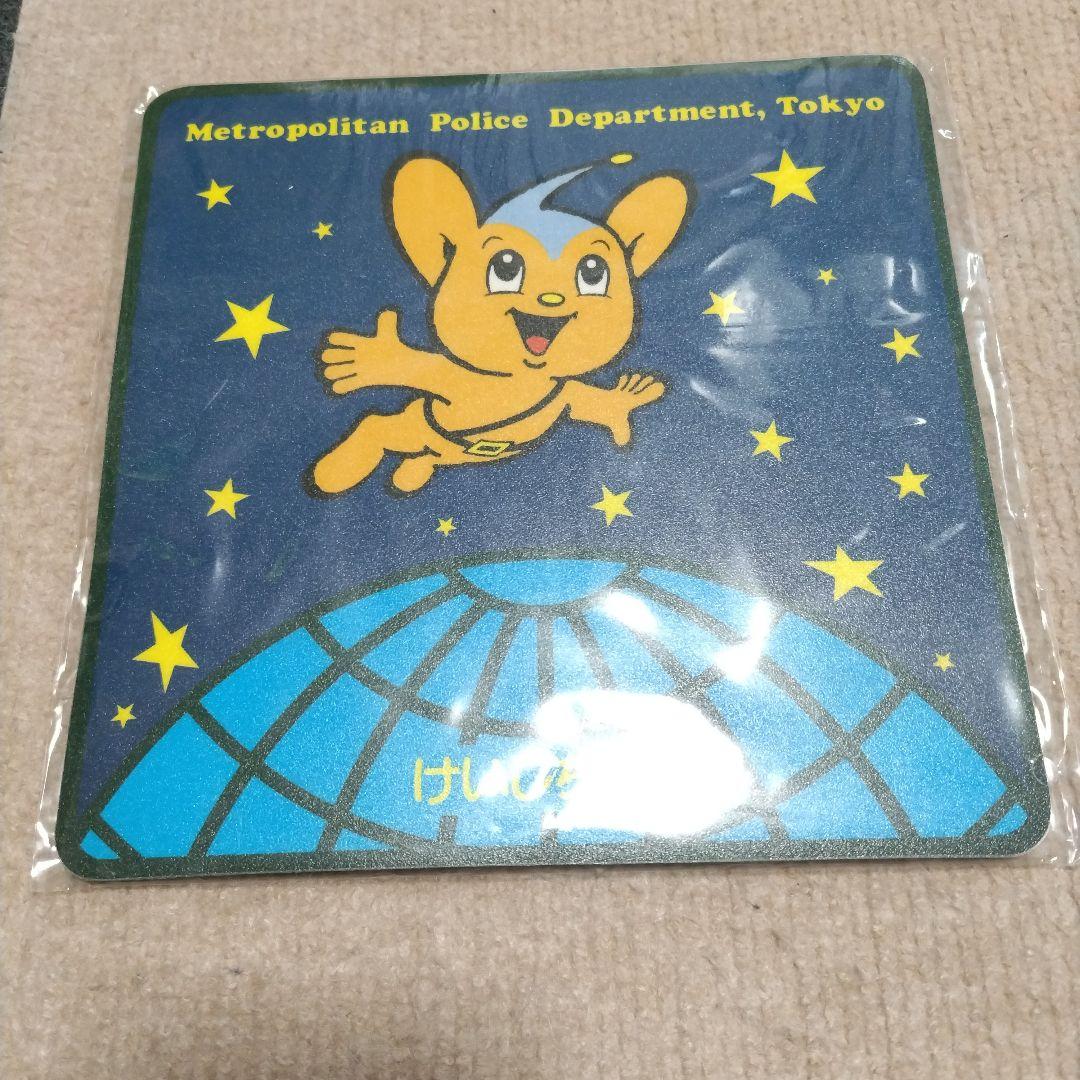 Metropolitan Police Department, Tokyo
けいし